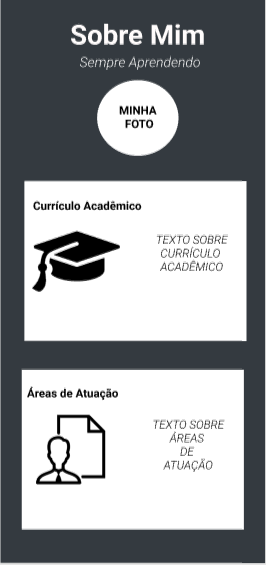 Sobre Mim
Sempre Aprendendo
MINHA
FOTO
Currículo Acadêmico
TEXTO SOBRE
CURRÍCULO
ACADÊMICO
Áreas de Atuação
TEXTO SOBRE
ÁREAS
DE
ATUAÇÃO